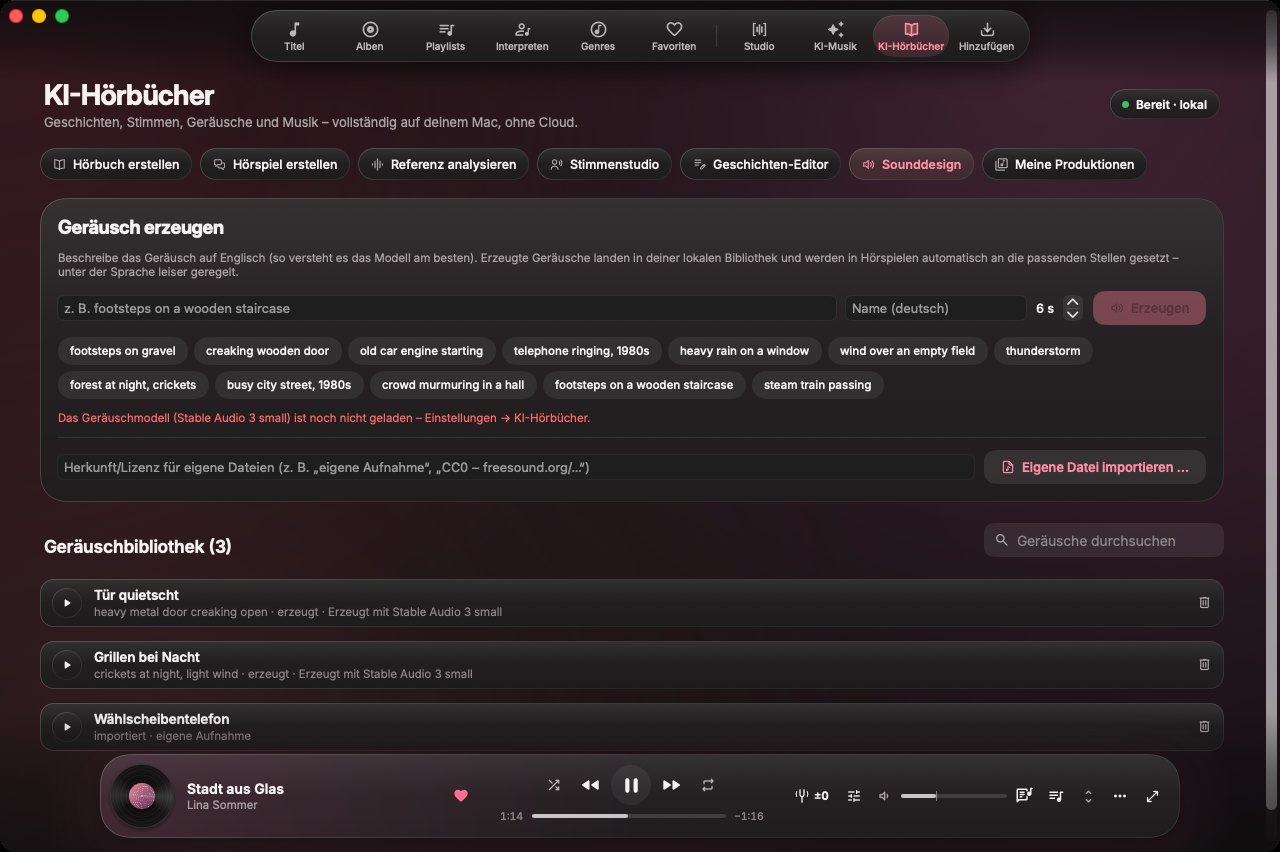 Titel
Alben
Playlists
Interpreten
Genres
Favoriten
Studio
KI-Musik
KI-Hörbücher
Hinzufügen
KI-Hörbücher
Geschichten, Stimmen, Geräusche und Musik – vollständig auf deinem Mac, ohne Cloud.
Bereit · lokal
Hörbuch erstellen
Hörspiel erstellen
Referenz analysieren
Stimmenstudio
Geschichten-Editor
Sounddesign
Meine Produktionen
Geräusch erzeugen
Beschreibe das Geräusch auf Englisch (so versteht es das Modell am besten). Erzeugte Geräusche landen in deiner lokalen Bibliothek und werden in Hörspielen automatisch an die passenden Stellen gesetzt –
unter der Sprache leiser geregelt.
z. B. footsteps on a wooden staircase
Name (deutsch)
6 s
Erzeugen
footsteps on gravel
creaking wooden door
old car engine starting
telephone ringing, 1980s
heavy rain on a window
wind over an empty field
thunderstorm
forest at night, crickets
busy city street, 1980s
crowd murmuring in a hall
footsteps on a wooden staircase
steam train passing
Das Geräuschmodell (Stable Audio 3 small) ist noch nicht geladen – Einstellungen → KI-Hörbücher.
Herkunft/Lizenz für eigene Dateien (z. B. „eigene Aufnahme“, „CC0 – freesound.org/…“)
Eigene Datei importieren …
Geräuschbibliothek (3)
Geräusche durchsuchen
Tür quietscht
heavy metal door creaking open · erzeugt · Erzeugt mit Stable Audio 3 small
Grillen bei Nacht
crickets at night, light wind · erzeugt · Erzeugt mit Stable Audio 3 small
Wählscheibentelefon
importiert · eigene Aufnahme
Stadt aus Glas
Lina Sommer
1:14
−1:16
±0